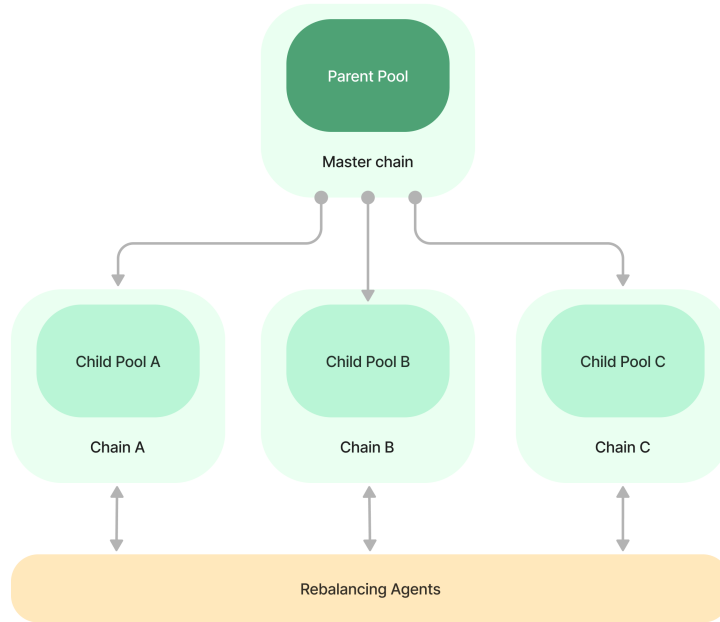 Parent Pool
Master chain
Child Pool A
Child Pool B
Child Pool C
Chain A
Chain B
Chain C
Rebalancing Agents